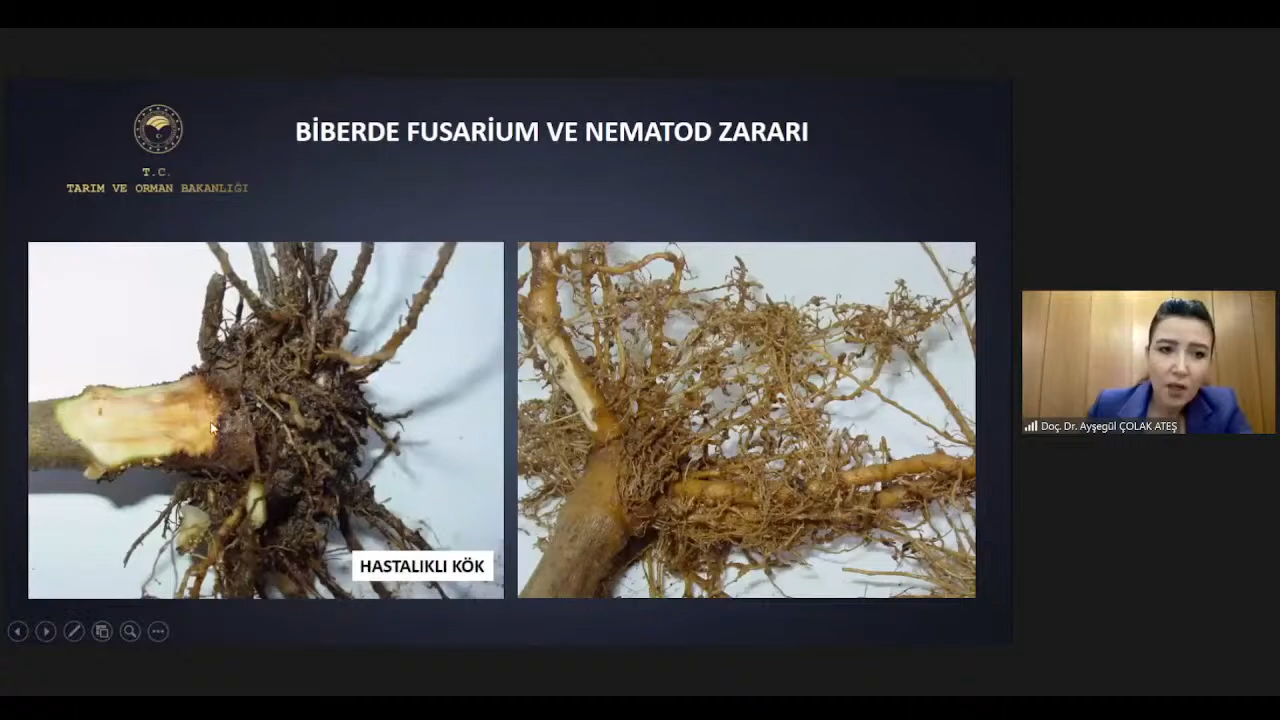 BİBERDE FUSARİUM VE NEMATOD ZARARI
T.C.
TARIM VE ORMAN BAKANLIĞI
HASTALIKLI KÖK
Doç. Dr. Ayşegül ÇOLAK ATEŞ